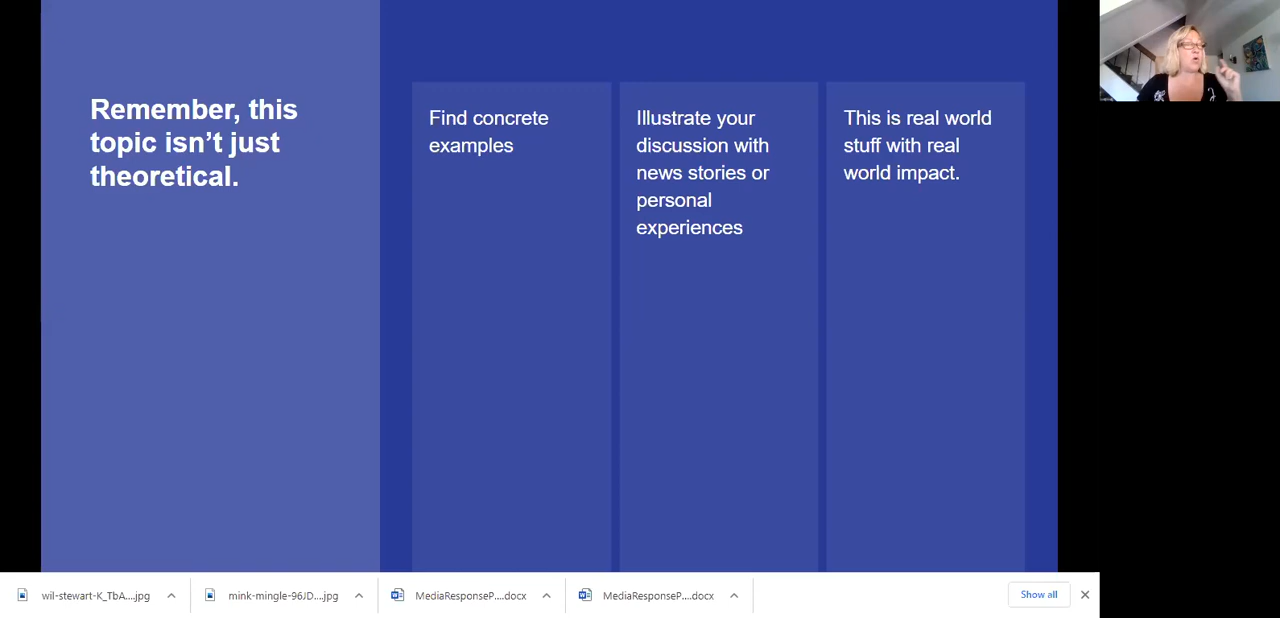 Remember, this
topic isn’t just
theoretical.
Find concrete
examples
Illustrate your
discussion with
news stories or
personal
experiences
This is real world
stuff with real
world impact.
wil-stewart-K_TbA....jpg
mink-mingle-96JD....jpg
MediaResponseP....docx
MediaResponseP....docx
Show all